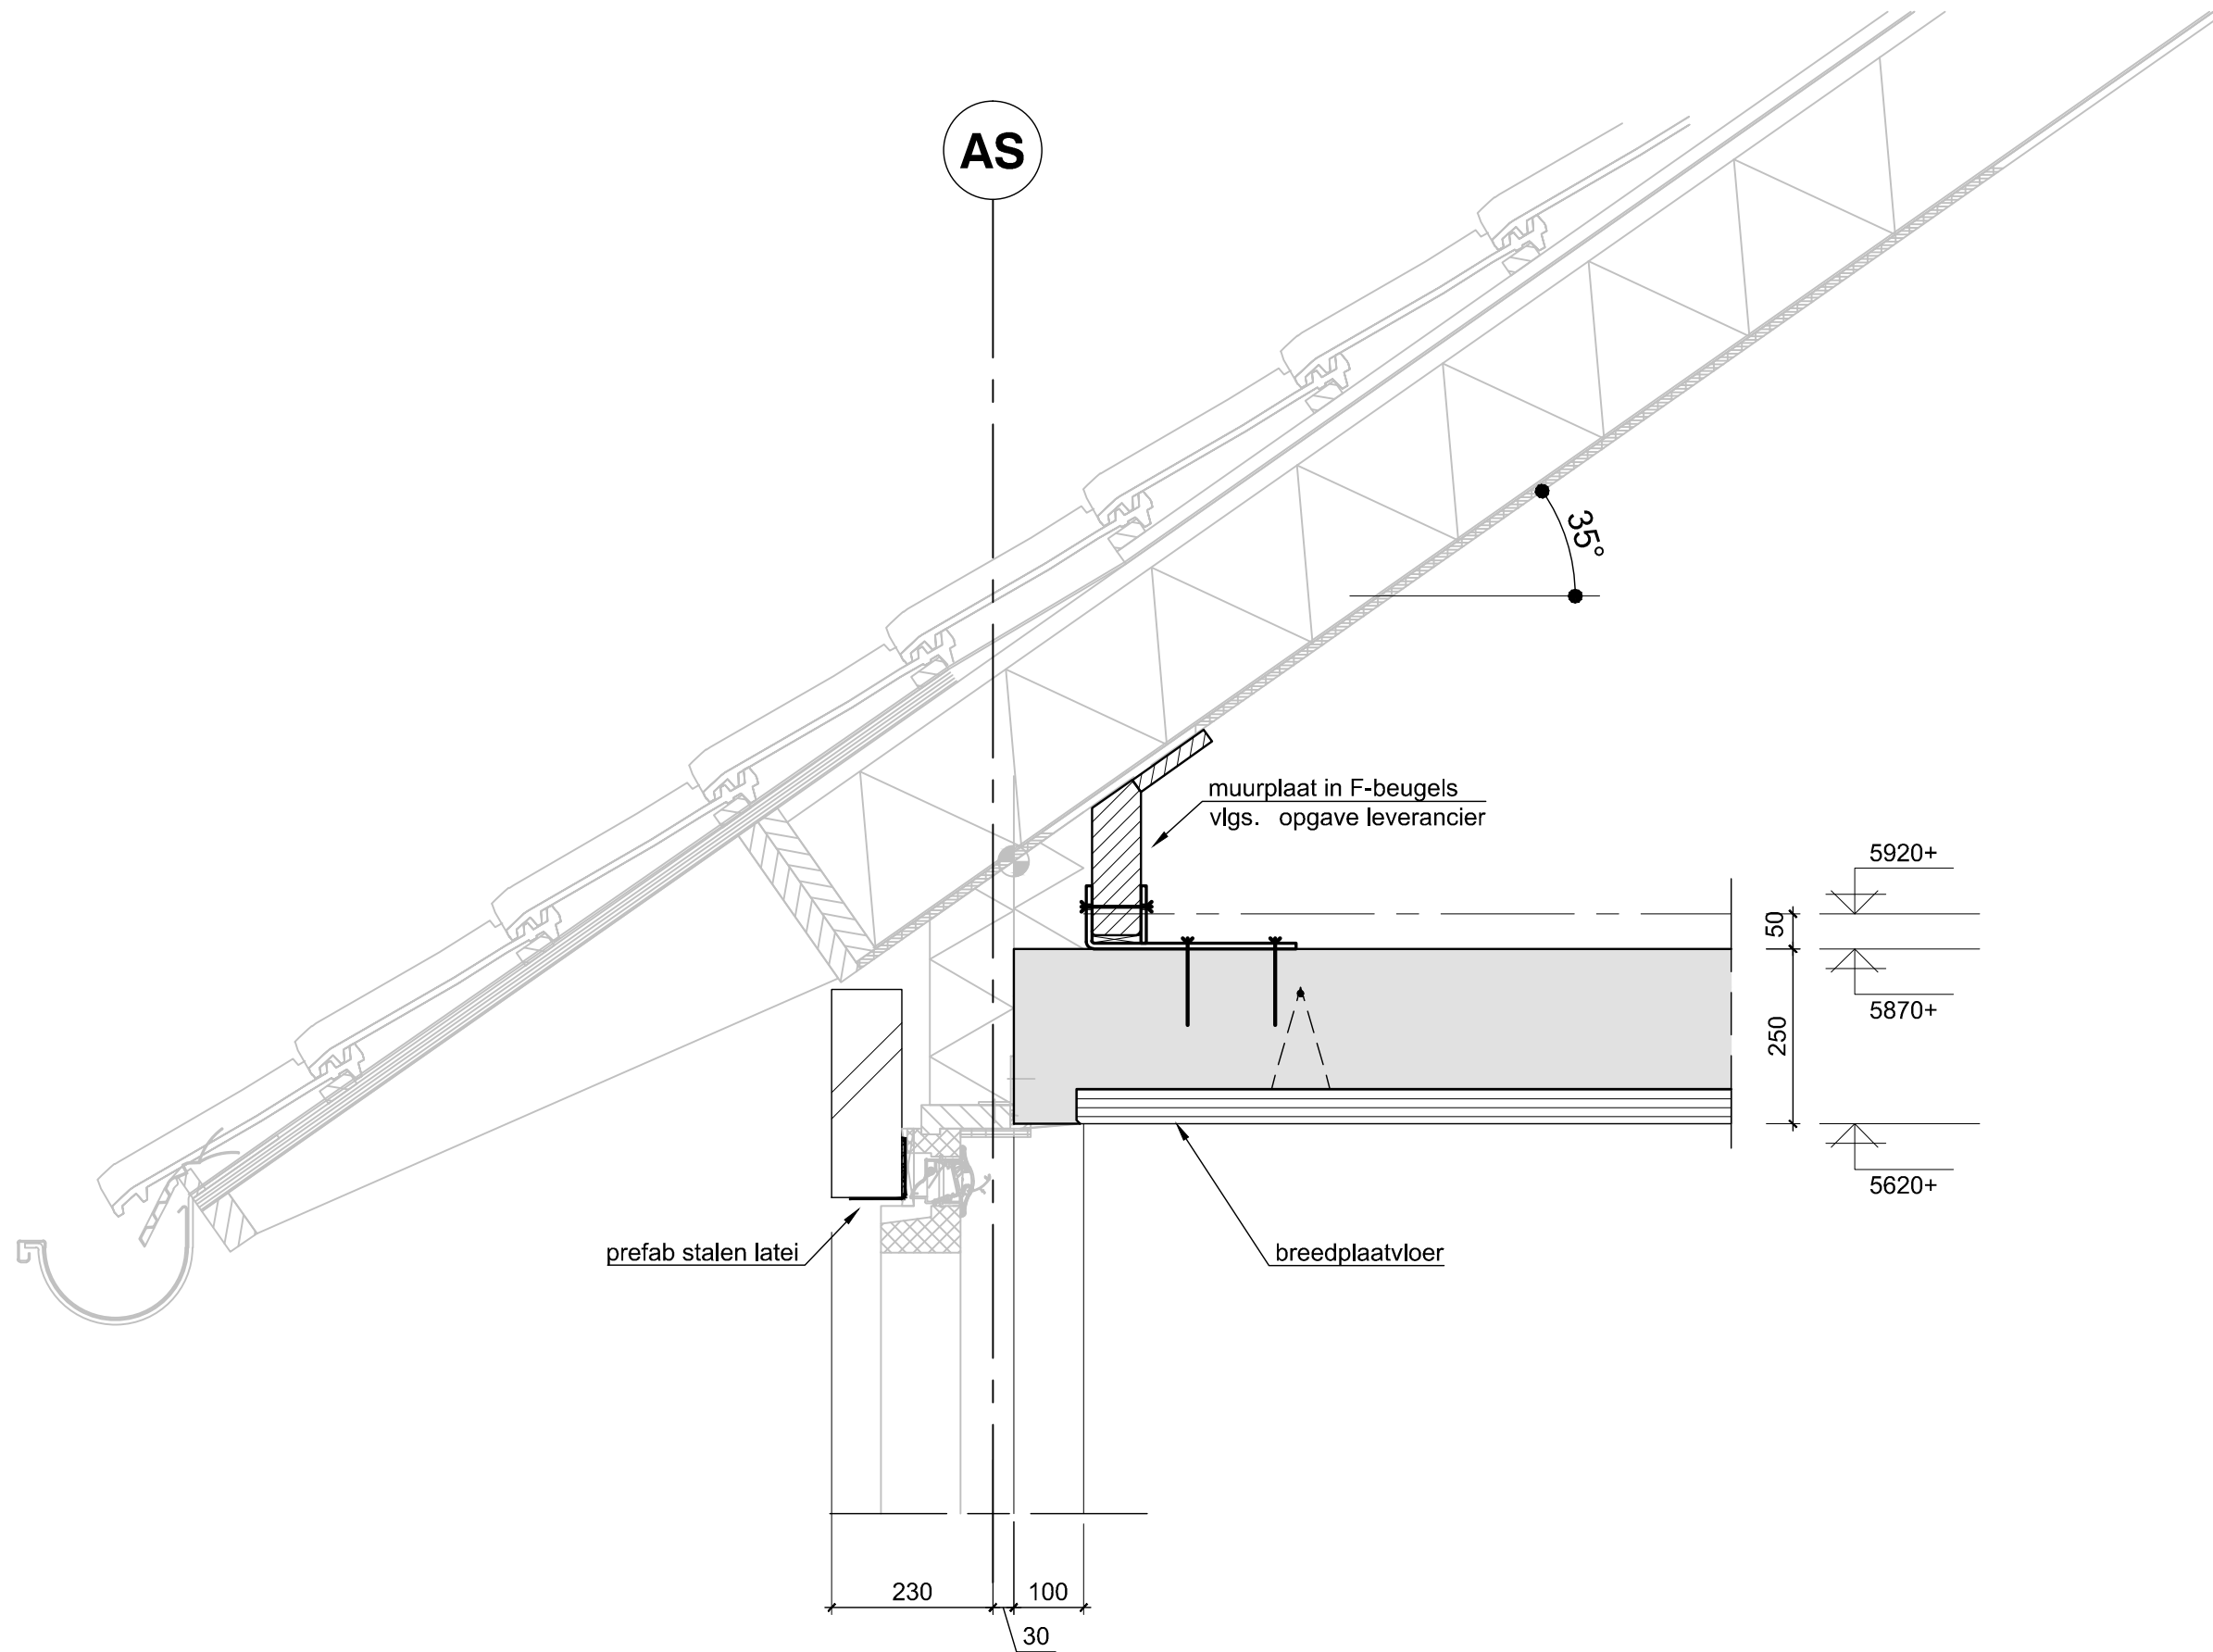 AS
35°
muurplaat in F-beugels
vlgs. opgave leverancier
5920+
50
5870+
250
5620+
prefab stalen latei
breedplaatvloer
230
100
30